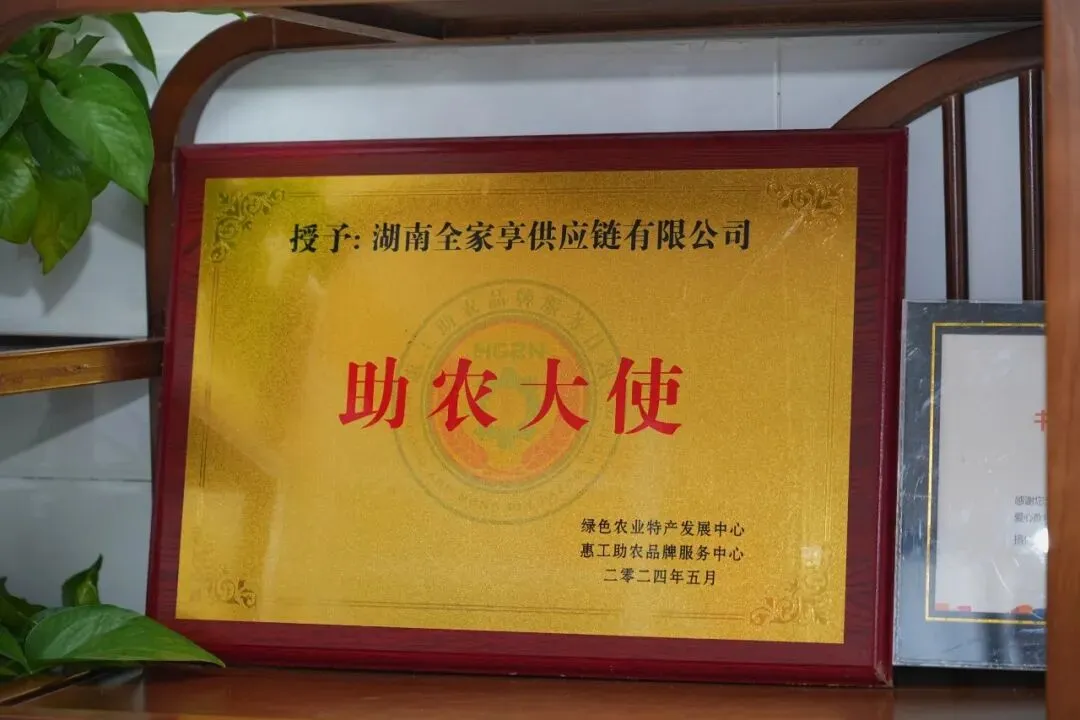 授予: 湖南全家享供应链有限公司
助农大使
绿色农业特产发展中心
惠工助农品牌服务中心
二零二四年五月